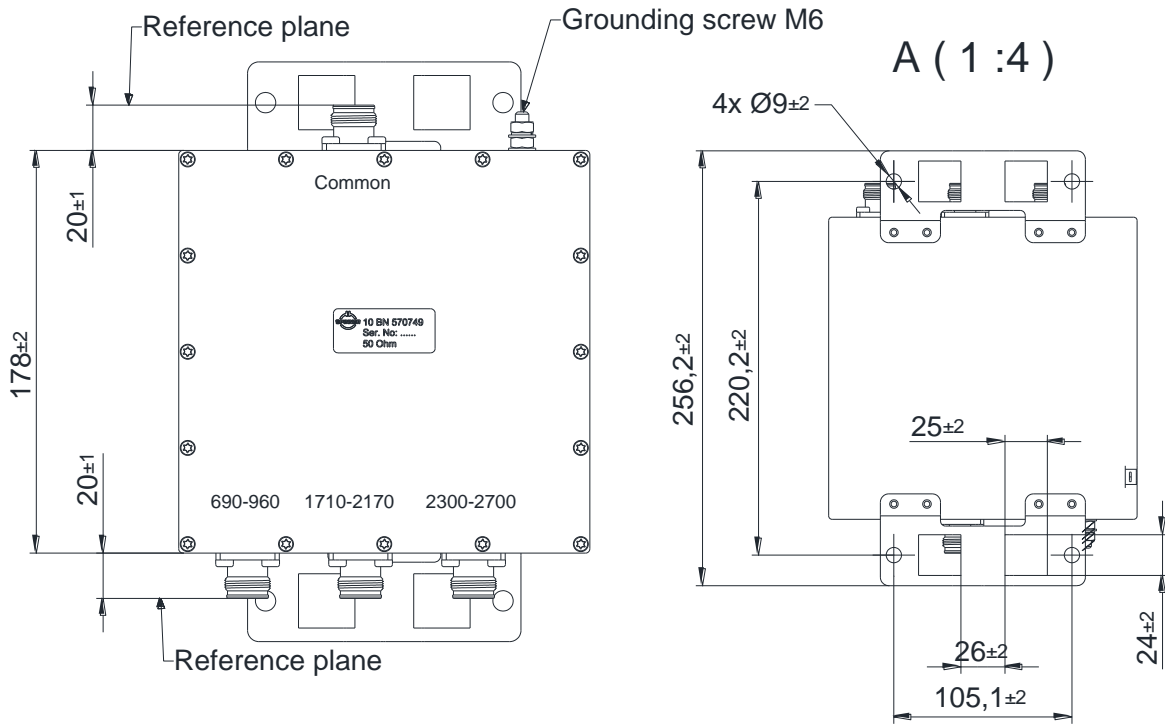 Reference plane
Grounding screw M6
A ( 1 :4 )
4x Ø9±2
20±1
Common
178±2
10 BN 570749
Ser. No: ......
50 Ohm
256,2±2
220,2±2
25±2
20±1
690-960
1710-2170
2300-2700
24±2
Reference plane
26±2
105,1±2